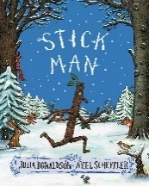 STICK
MAN
JULIA DONALDSON · AXEL SCHEFFLER